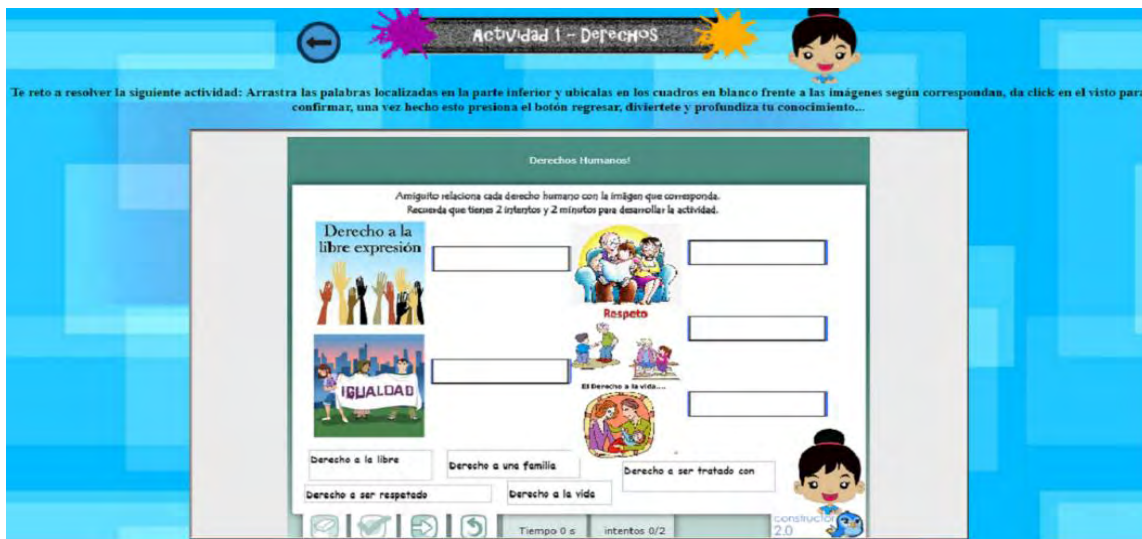 Actividad 1 - Derechos
Te reto a resolver la siguiente actividad: Arrastra las palabras localizadas en la parte inferior y ubicalas en los cuadros en blanco frente a las imágenes según correspondan, da click en el visto para
confirmar, una vez hecho esto presiona el botón regresar, diviertete y profundiza tu conocimiento...
Derechos Humanos!
Amiguito relaciona cada derecho humano con la imágen que corresponda.
Recuerda que tienes 2 intentos y 2 minutos para desarrollar la actividad.
Derecho a la
libre expresión
Respeto
IGUALDAD
El Derecho a la vida....
Derecho a la libre
Derecho a una familia
Derecho a ser tratado con
Derecho a ser respetado
Derecho a la vida
Tiempo 0 s
intentos 0/2
constructor
2.0